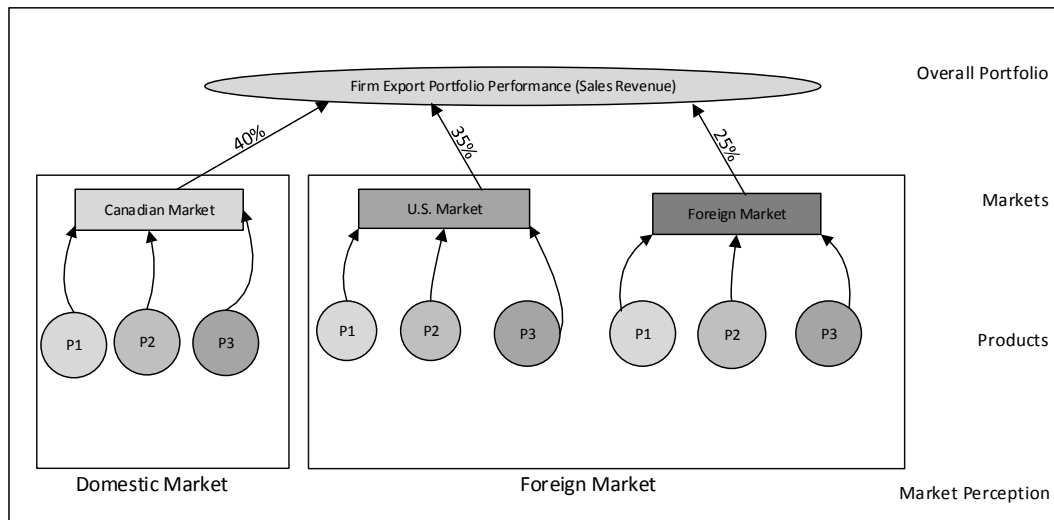 Firm Export Portfolio Performance (Sales Revenue)
Overall Portfolio
40%
35%
25%
Canadian Market
U.S. Market
Foreign Market
Markets
P1
P2
P3
P1
P2
P3
P1
P2
P3
Products
Domestic Market
Foreign Market
Market Perception